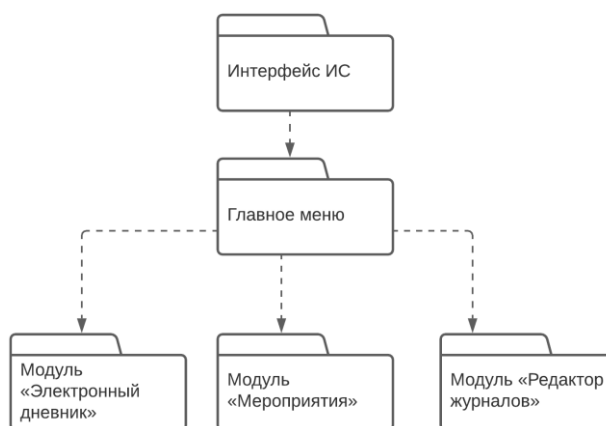 Интерфейс ИС
Главное меню
Модуль
«Электронный
дневник»
Модуль
«Мероприятия»
Модуль «Редактор
журналов»